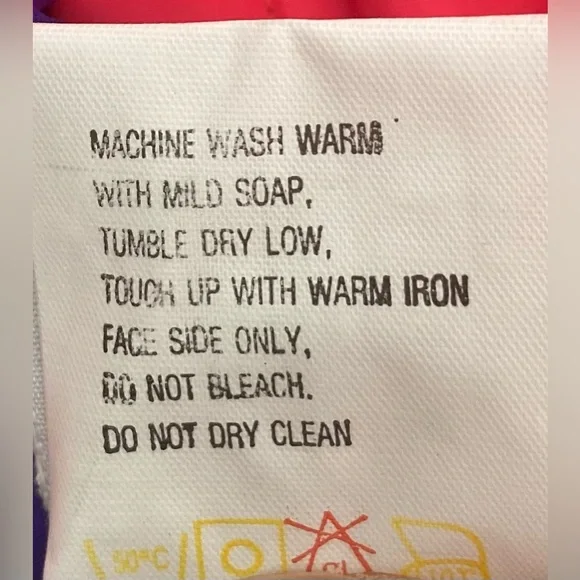 MACHINE WASH WARM
WITH MILD SOAP,
TUMBLE DRY LOW,
TOUCH UP WITH WARM IRON
FACE SIDE ONLY,
DO NOT BLEACH.
DO NOT DRY CLEAN
50°C